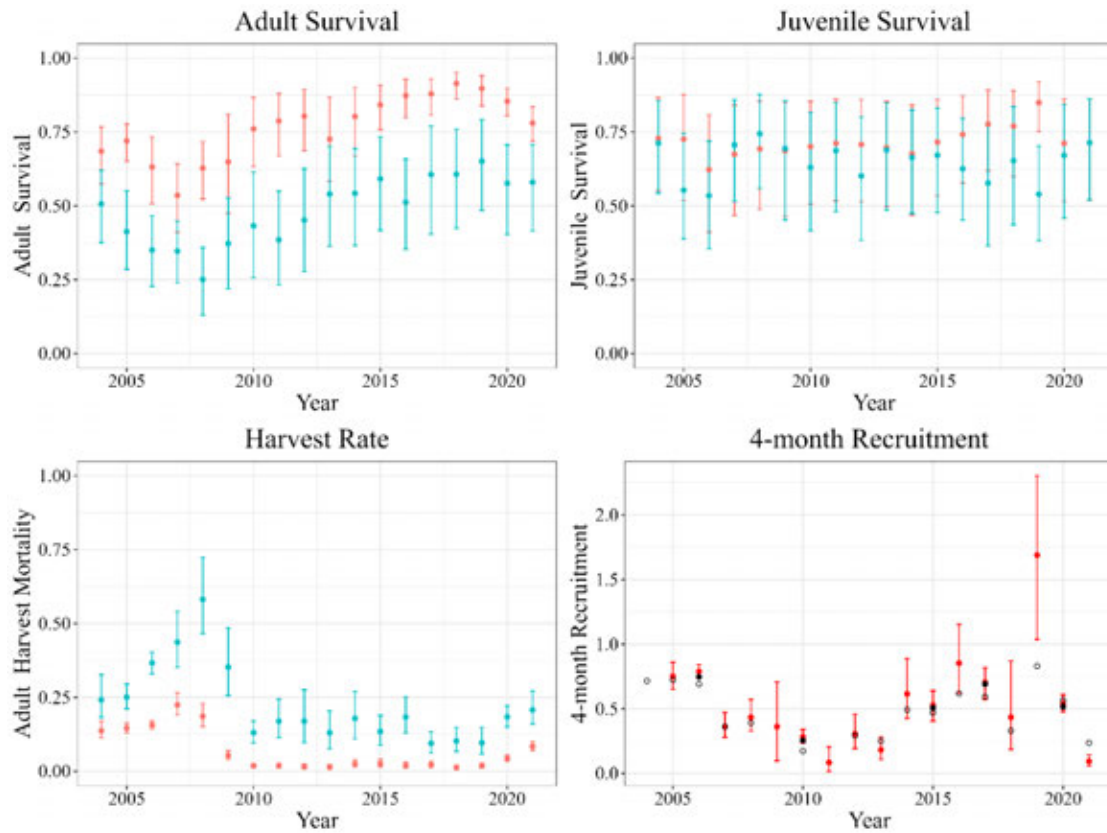 Adult Survival
1.00
0.75
0.50
0.25
0.00
Adult Survival
2005 2010 2015 2020
Year
Juvenile Survival
1.00
0.75
0.50
0.25
0.00
Juvenile Survival
2005 2010 2015 2020
Year
Harvest Rate
1.00
0.75
0.50
0.25
0.00
Adult Harvest Mortality
2005 2010 2015 2020
Year
4-month Recruitment
2.0
1.5
1.0
0.5
0.0
4-month Recruitment
2005 2010 2015 2020
Year